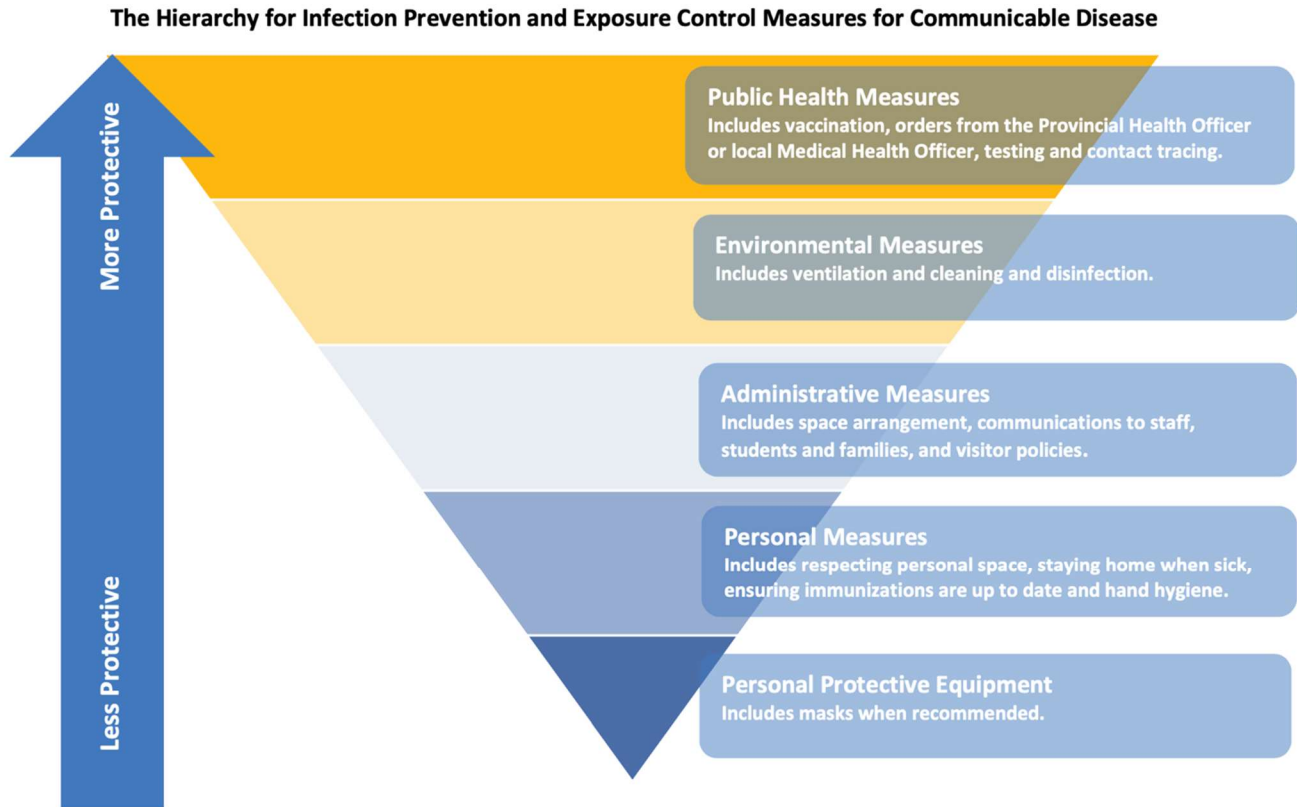 The Hierarchy for Infection Prevention and Exposure Control Measures for Communicable Disease
More Protective
Less Protective
Public Health Measures
Includes vaccination, orders from the Provincial Health Officer
or local Medical Health Officer, testing and contact tracing.
Environmental Measures
Includes ventilation and cleaning and disinfection.
Administrative Measures
Includes space arrangement, communications to staff,
students and families, and visitor policies.
Personal Measures
Includes respecting personal space, staying home when sick,
ensuring immunizations are up to date and hand hygiene.
Personal Protective Equipment
Includes masks when recommended.